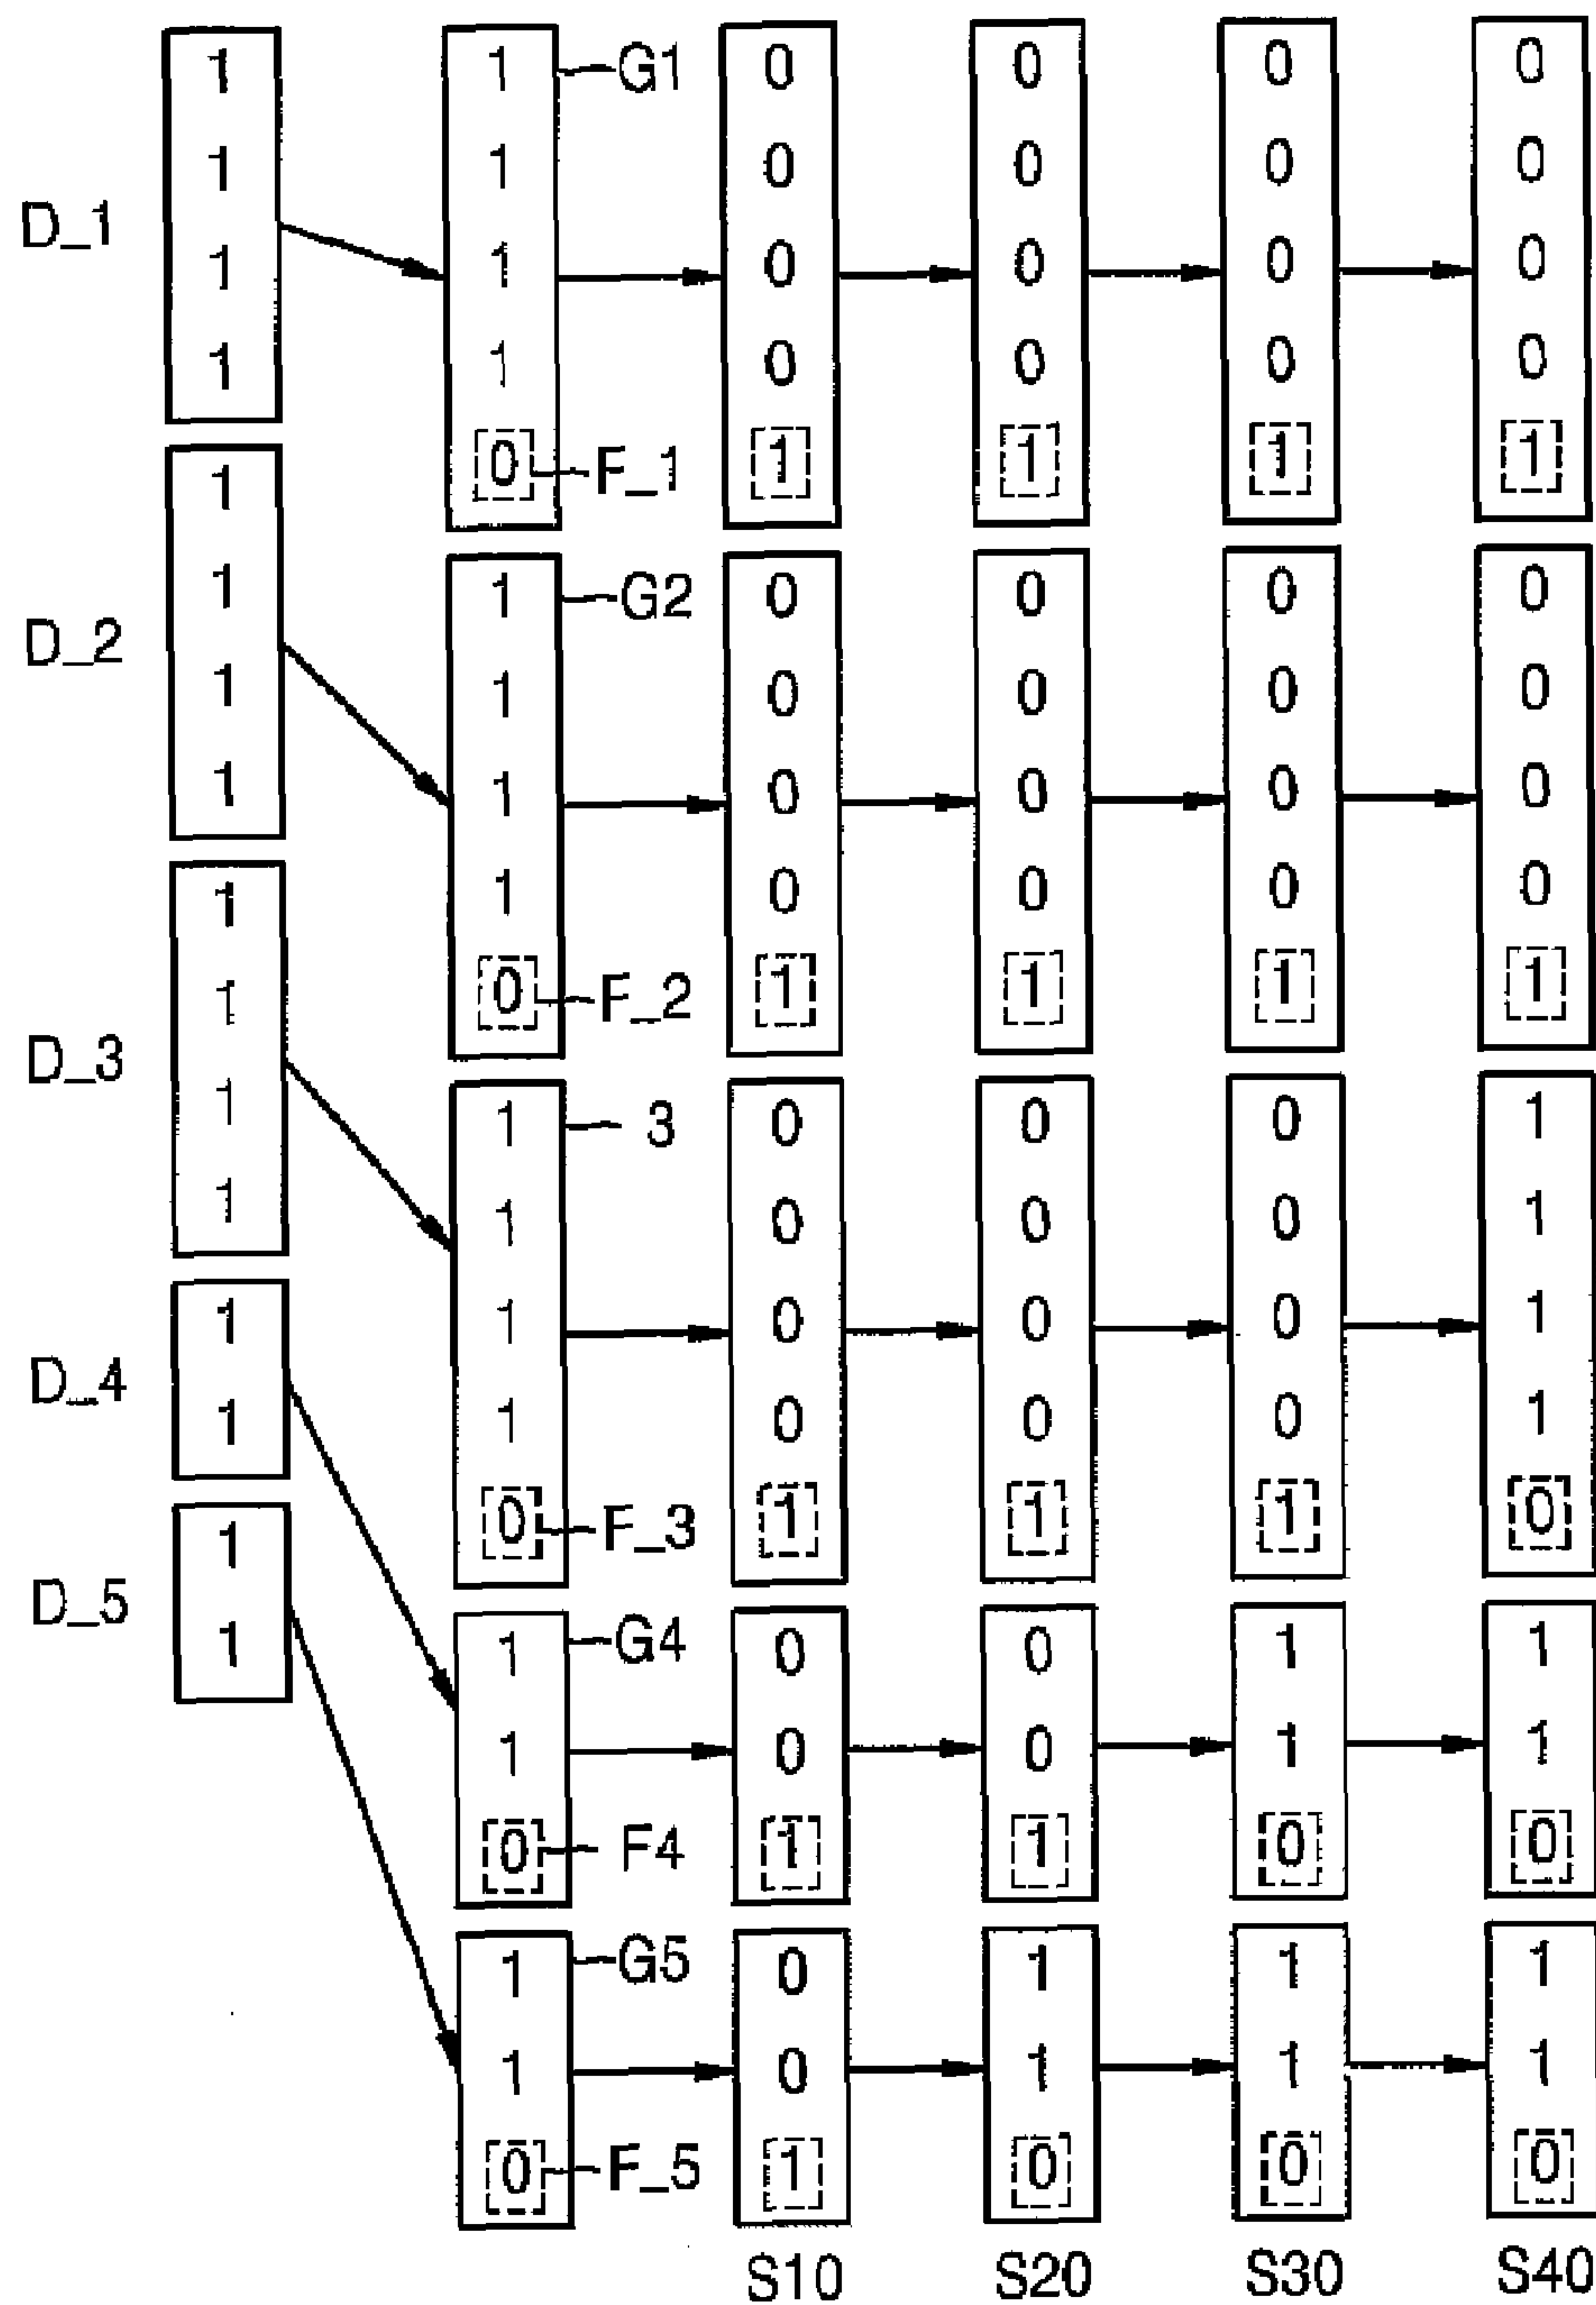 1 1 G1 0 0 0 0
1 1 0 0 0 0
D_1
1 1 0 0 0 0
1 1 0 0 0 0
1 0 F_1 1 1 1 1
1 1 G2 0 0 0 0
D_2
1 1 0 0 0 0
1 1 0 0 0 0
1 1 0 0 0 0
1 0 F_2 1 1 1 1
D_3
1 1 3 0 0 0 1
1 1 0 0 0 1
1 1 0 0 0 1
D_4
1 1 0 0 0 1
1 0 F_3 1 1 1 0
D_5
1 1 G4 0 0 1 1
1 0 0 1 1
0 F4 1 1 0 0
1 G5 0 1 1 1
1 0 1 1 1
0 F_5 1 0 0 0
S10 S20 S30 S40